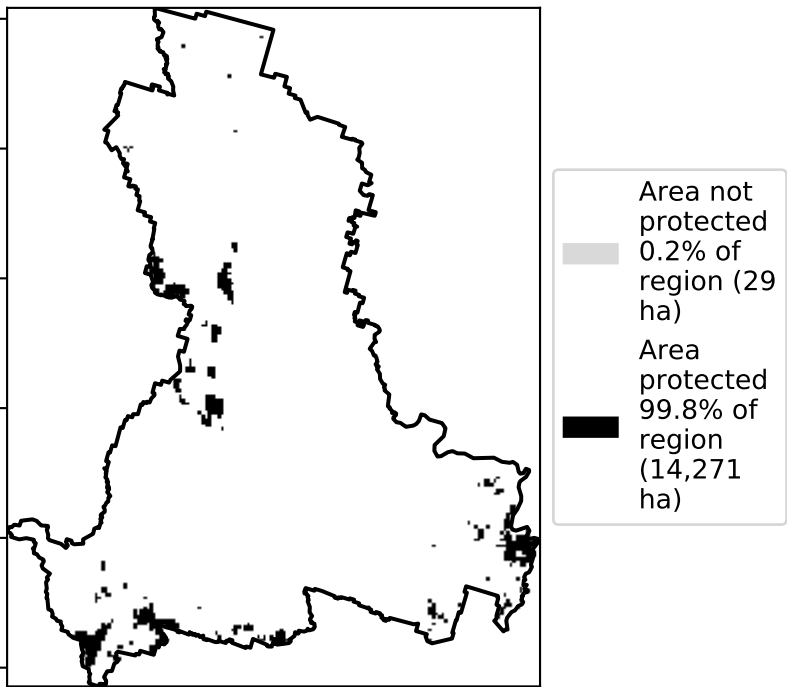 Area not
protected
0.2% of
region (29
ha)
Area
protected
99.8% of
region
(14,271
ha)